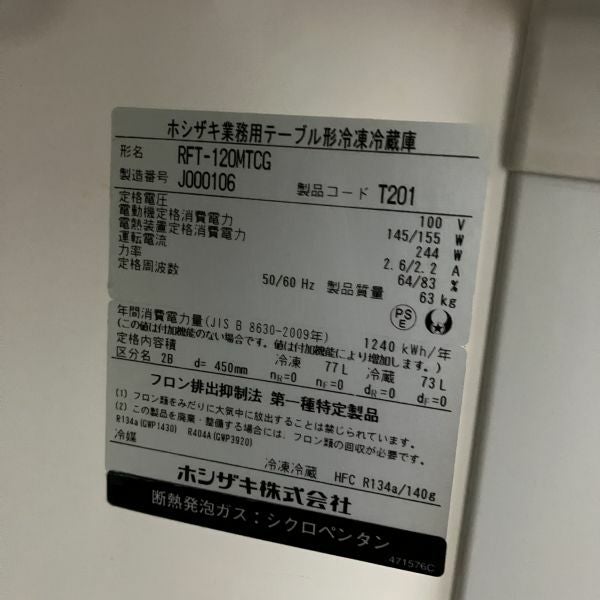 ホシザキ業務用テーブル形冷凍冷蔵庫
形名 RFT-120MTCG
製造番号 J000106 製品コード T201
定格電圧 100 V
電動機定格消費電力 145/155 W
電熱装置定格消費電力 244 W
運転電流 2.6/2.2 A
力率 64/83 %
定格周波数 50/60 Hz 製品質量 63 kg
PSE
年間消費電力量(JIS B 8630-2009年) 1240 kWh/年
(この値は付加機能のない場合です。値は付加機能により増加します。)
定格内容積 冷凍 77L 冷蔵 73L
区分名 2B d= 450mm nR=0 nF=0 dR=0 dF=0
フロン排出抑制法 第一種特定製品
(1) フロン類をみだりに大気中に放出することは禁じられています。
(2) この製品を廃棄・整備する場合には、フロン類の回収が必要です。
R134a(GWP1430) R404A(GWP3920)
冷媒 冷凍冷蔵 HFC R134a/140g
ホシザキ株式会社
断熱発泡ガス：シクロペンタン
471576C